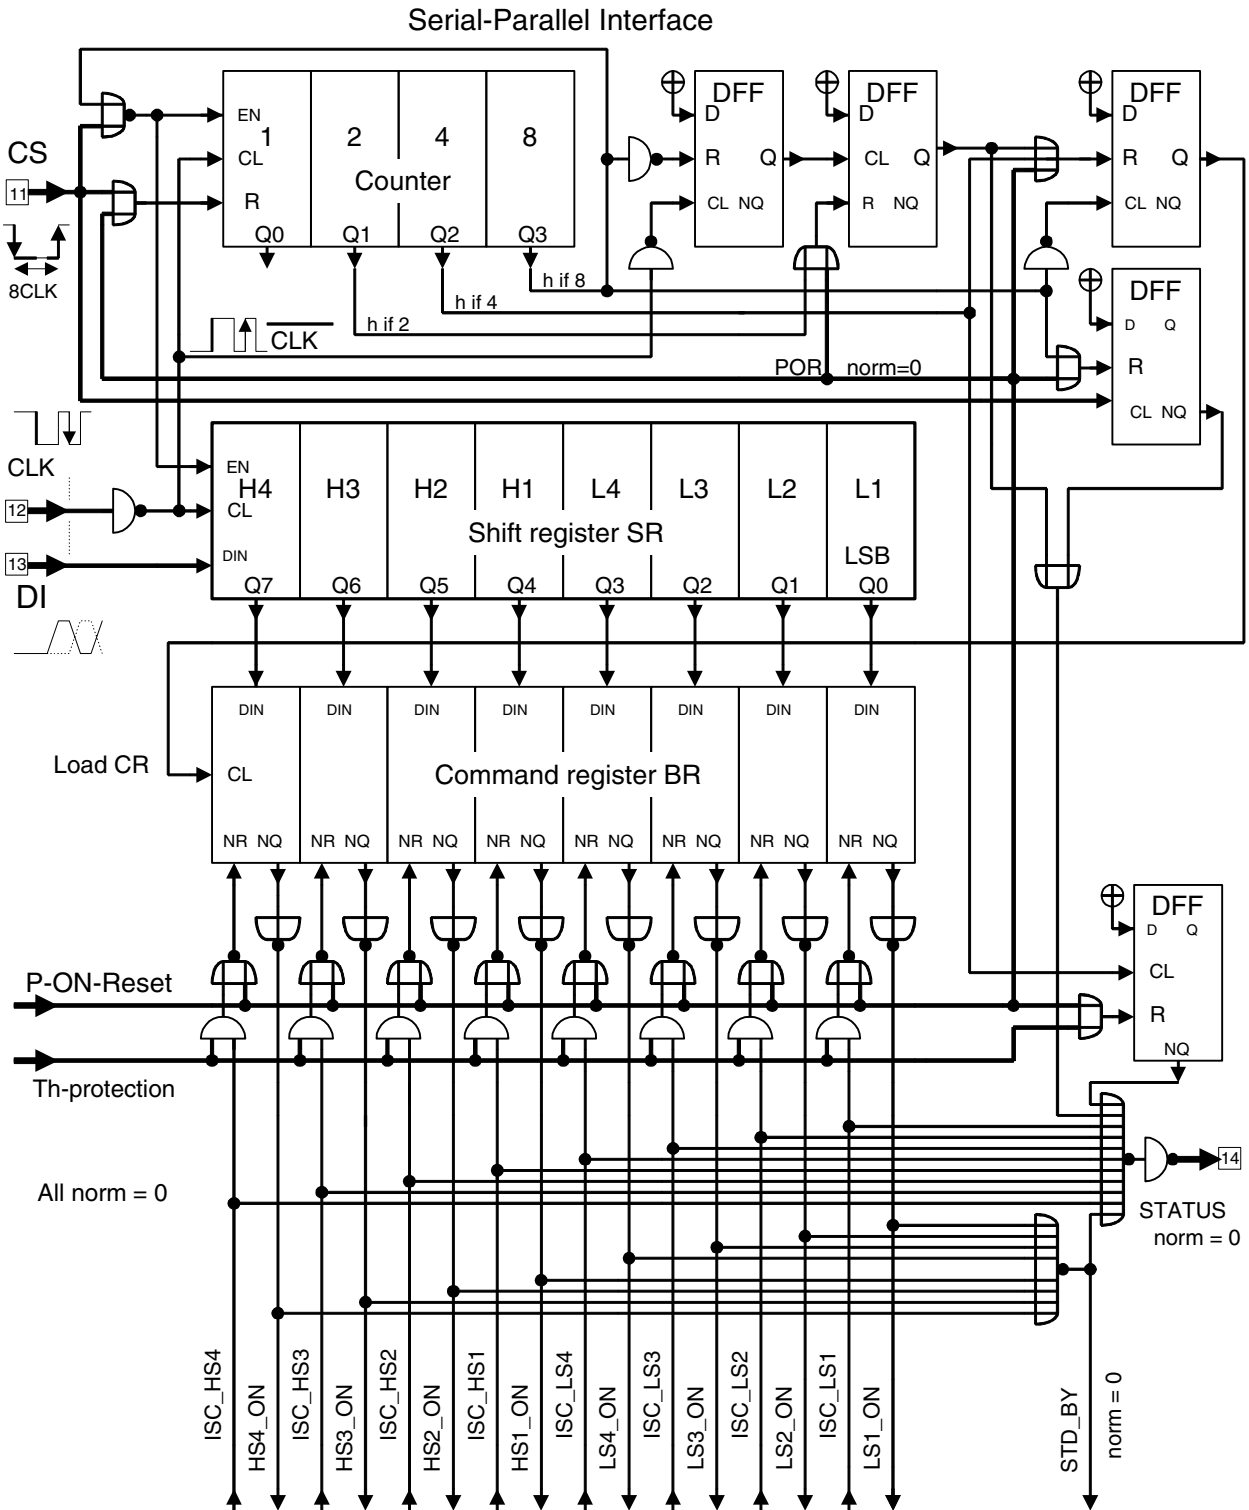 Serial-Parallel Interface
DFF DFF DFF
EN D D D
1 2 4 8
CS CL R Q CL Q R Q
11 Counter
R CL NQ R NQ CL NQ
Q0 Q1 Q2 Q3
8CLK
h if 8
DFF
h if 4
h if 2
CLK
D Q
POR norm=0
R
CL NQ
CLK
EN
H4 H3 H2 H1 L4 L3 L2 L1
12 CL
Shift register SR
DIN LSB
13
DI
Q7 Q6 Q5 Q4 Q3 Q2 Q1 Q0
DIN DIN DIN DIN DIN DIN DIN DIN
Load CR CL Command register BR
NR NQ NR NQ NR NQ NR NQ NR NQ NR NQ NR NQ NR NQ
DFF
D Q
CL
P-ON-Reset
R
NQ
Th-protection
14
All norm = 0
STATUS
norm = 0
ISC_HS4
HS4_ON
ISC_HS3
HS3_ON
ISC_HS2
HS2_ON
ISC_HS1
HS1_ON
ISC_LS4
LS4_ON
ISC_LS3
LS3_ON
ISC_LS2
LS2_ON
ISC_LS1
LS1_ON
STD_BY
norm = 0